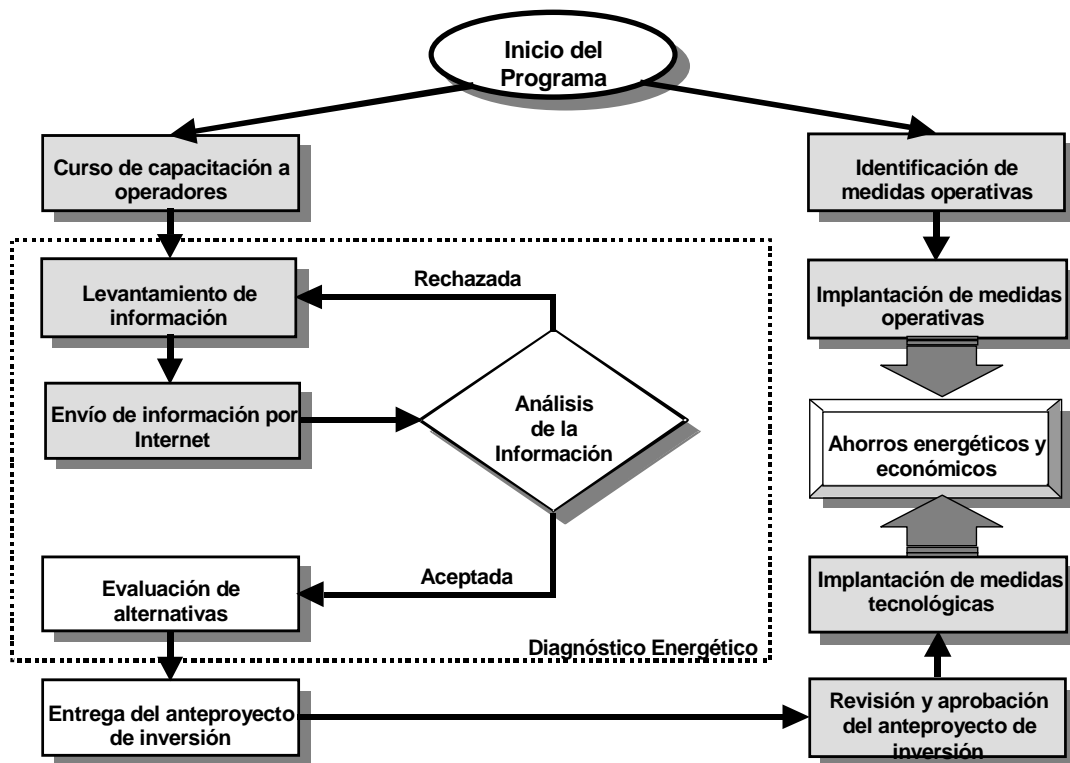 Inicio del
Programa
Curso de capacitación a
operadores
Identificación de
medidas operativas
Levantamiento de
información
Rechazada
Implantación de medidas
operativas
Envío de información por
Internet
Análisis
de la
Información
Ahorros energéticos y
económicos
Evaluación de
alternativas
Aceptada
Implantación de medidas
tecnológicas
Diagnóstico Energético
Entrega del anteproyecto
de inversión
Revisión y aprobación
del anteproyecto de
inversión